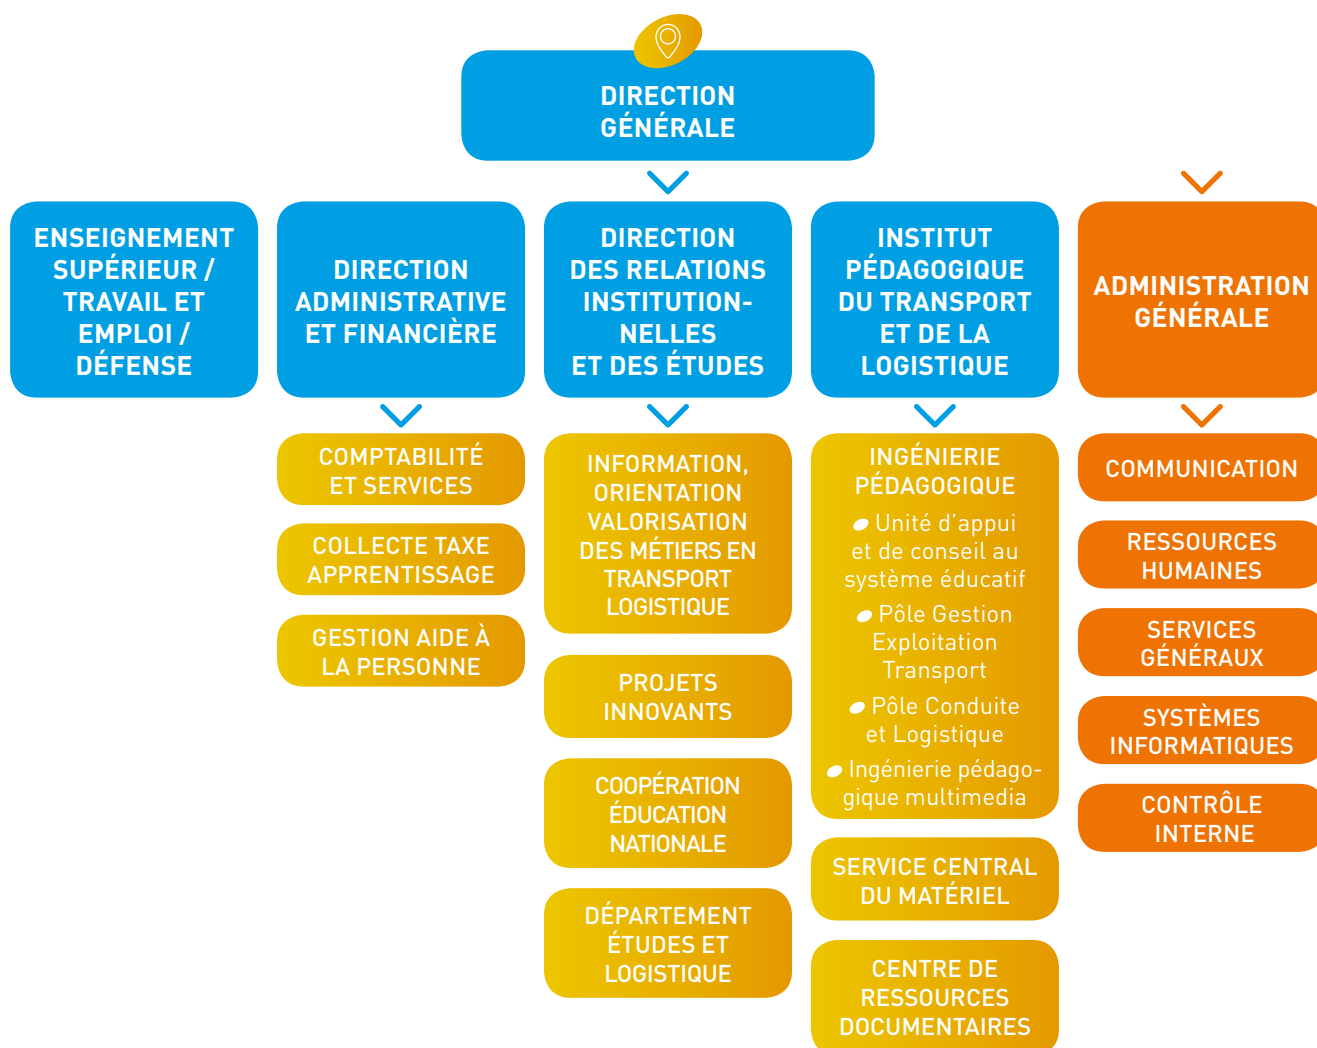 DIRECTION
GÉNÉRALE
ENSEIGNEMENT
SUPÉRIEUR /
TRAVAIL ET
EMPLOI /
DÉFENSE
DIRECTION
ADMINISTRATIVE
ET FINANCIÈRE
DIRECTION
DES RELATIONS
INSTITUTION-
NELLES
ET DES ÉTUDES
INSTITUT
PÉDAGOGIQUE
DU TRANSPORT
ET DE LA
LOGISTIQUE
ADMINISTRATION
GÉNÉRALE
COMPTABILITÉ
ET SERVICES
COLLECTE TAXE
APPRENTISSAGE
GESTION AIDE À
LA PERSONNE
INFORMATION,
ORIENTATION
VALORISATION
DES MÉTIERS EN
TRANSPORT
LOGISTIQUE
PROJETS
INNOVANTS
COOPÉRATION
ÉDUCATION
NATIONALE
DÉPARTEMENT
ÉTUDES ET
LOGISTIQUE
INGÉNIERIE
PÉDAGOGIQUE
Unité d'appui
et de conseil au
système éducatif
Pôle Gestion
Exploitation
Transport
Pôle Conduite
et Logistique
Ingénierie pédago-
gique multimedia
SERVICE CENTRAL
DU MATÉRIEL
CENTRE DE
RESSOURCES
DOCUMENTAIRES
COMMUNICATION
RESSOURCES
HUMAINES
SERVICES
GÉNÉRAUX
SYSTÈMES
INFORMATIQUES
CONTRÔLE
INTERNE